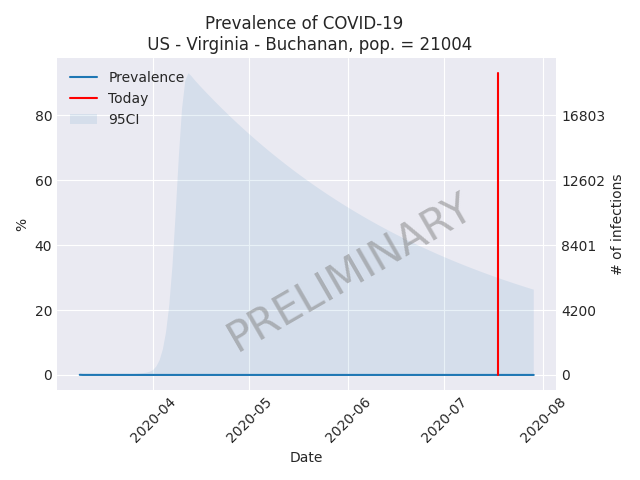 Prevalence of COVID-19
US - Virginia - Buchanan, pop. = 21004
Prevalence
Today
95CI
80
60
40
20
0
%
16803
12602
8401
4200
0
# of infections
PRELIMINARY
2020-04
2020-05
2020-06
2020-07
2020-08
Date